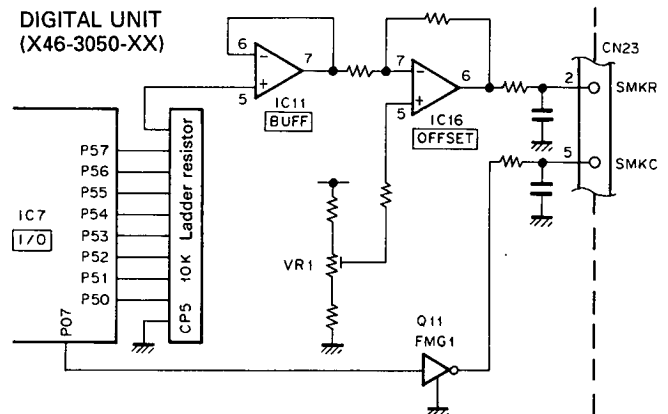 DIGITAL UNIT
(X46-3050-XX)
CN23
6
7
5
IC11
BUFF
7
6
5
IC16
OFFSET
2
SMKR
5
SMKC
IC7
I/O
P57
P56
P55
P54
P53
P52
P51
P50
P07
CP5 10K Ladder resistor
VR1
Q11
FMG1